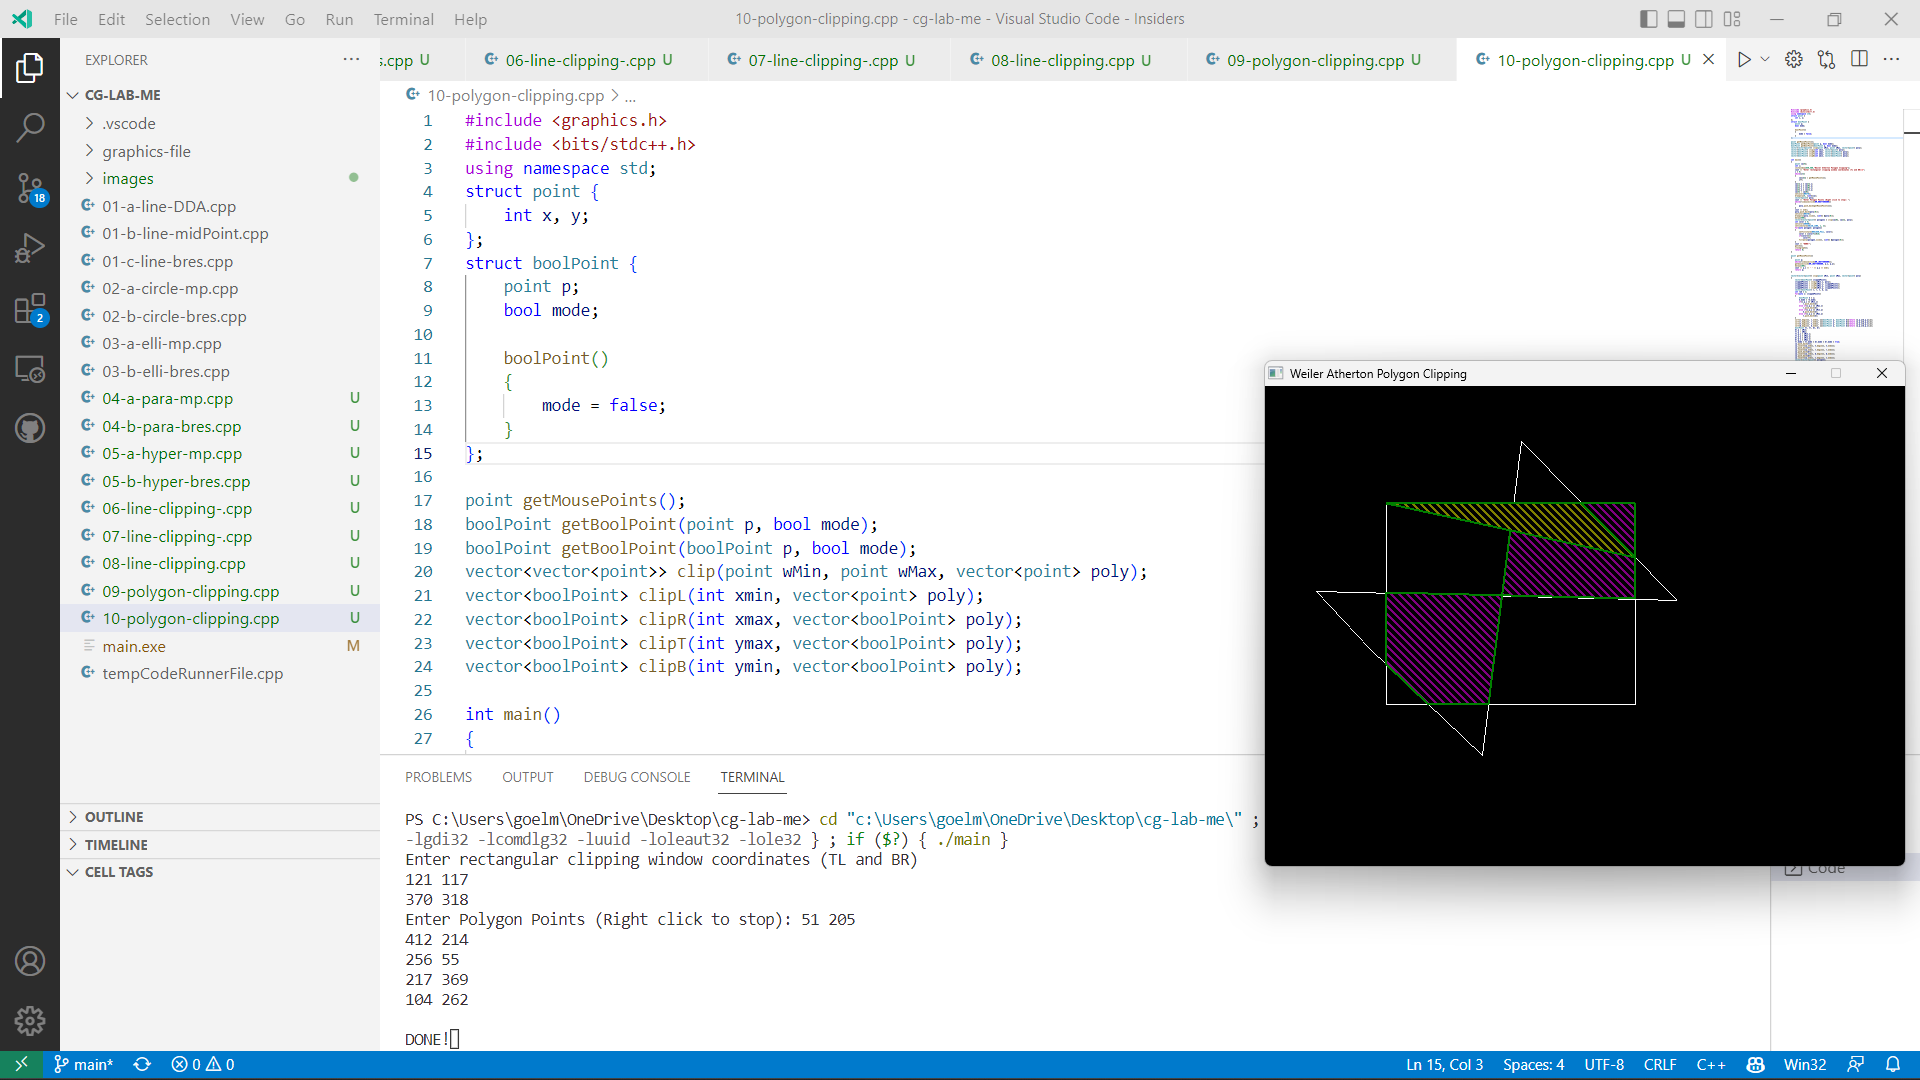 File Edit Selection View Go Run Terminal Help
10-polygon-clipping.cpp - cg-lab-me - Visual Studio Code - Insiders
EXPLORER
CG-LAB-ME
.vscode
graphics-file
images
01-a-line-DDA.cpp
01-b-line-midPoint.cpp
01-c-line-bres.cpp
02-a-circle-mp.cpp
02-b-circle-bres.cpp
03-a-elli-mp.cpp
03-b-elli-bres.cpp
04-a-para-mp.cpp U
04-b-para-bres.cpp U
05-a-hyper-mp.cpp U
05-b-hyper-bres.cpp U
06-line-clipping-.cpp U
07-line-clipping-.cpp U
08-line-clipping.cpp U
09-polygon-clipping.cpp U
10-polygon-clipping.cpp U
main.exe M
tempCodeRunnerFile.cpp
OUTLINE
TIMELINE
CELL TAGS
18
2
s.cpp U 06-line-clipping-.cpp U 07-line-clipping-.cpp U 08-line-clipping.cpp U 09-polygon-clipping.cpp U 10-polygon-clipping.cpp U
10-polygon-clipping.cpp > ...
1 #include <graphics.h>
2 #include <bits/stdc++.h>
3 using namespace std;
4 struct point {
5 int x, y;
6 };
7 struct boolPoint {
8 point p;
9 bool mode;
10
11 boolPoint()
12 {
13 mode = false;
14 }
15 };
16
17 point getMousePoints();
18 boolPoint getBoolPoint(point p, bool mode);
19 boolPoint getBoolPoint(boolPoint p, bool mode);
20 vector<vector<point>> clip(point wMin, point wMax, vector<point> poly);
21 vector<boolPoint> clipL(int xmin, vector<point> poly);
22 vector<boolPoint> clipR(int xmax, vector<boolPoint> poly);
23 vector<boolPoint> clipT(int ymax, vector<boolPoint> poly);
24 vector<boolPoint> clipB(int ymin, vector<boolPoint> poly);
25
26 int main()
27 {
Weiler Atherton Polygon Clipping
PROBLEMS OUTPUT DEBUG CONSOLE TERMINAL
PS C:\Users\goelm\OneDrive\Desktop\cg-lab-me> cd "c:\Users\goelm\OneDrive\Desktop\cg-lab-me\" ;
-lgdi32 -lcomdlg32 -luuid -loleaut32 -lole32 } ; if ($?) { ./main }
Enter rectangular clipping window coordinates (TL and BR)
121 117
370 318
Enter Polygon Points (Right click to stop): 51 205
412 214
256 55
217 369
104 262
DONE!
Code
main* 0 0 Ln 15, Col 3 Spaces: 4 UTF-8 CRLF C++ Win32